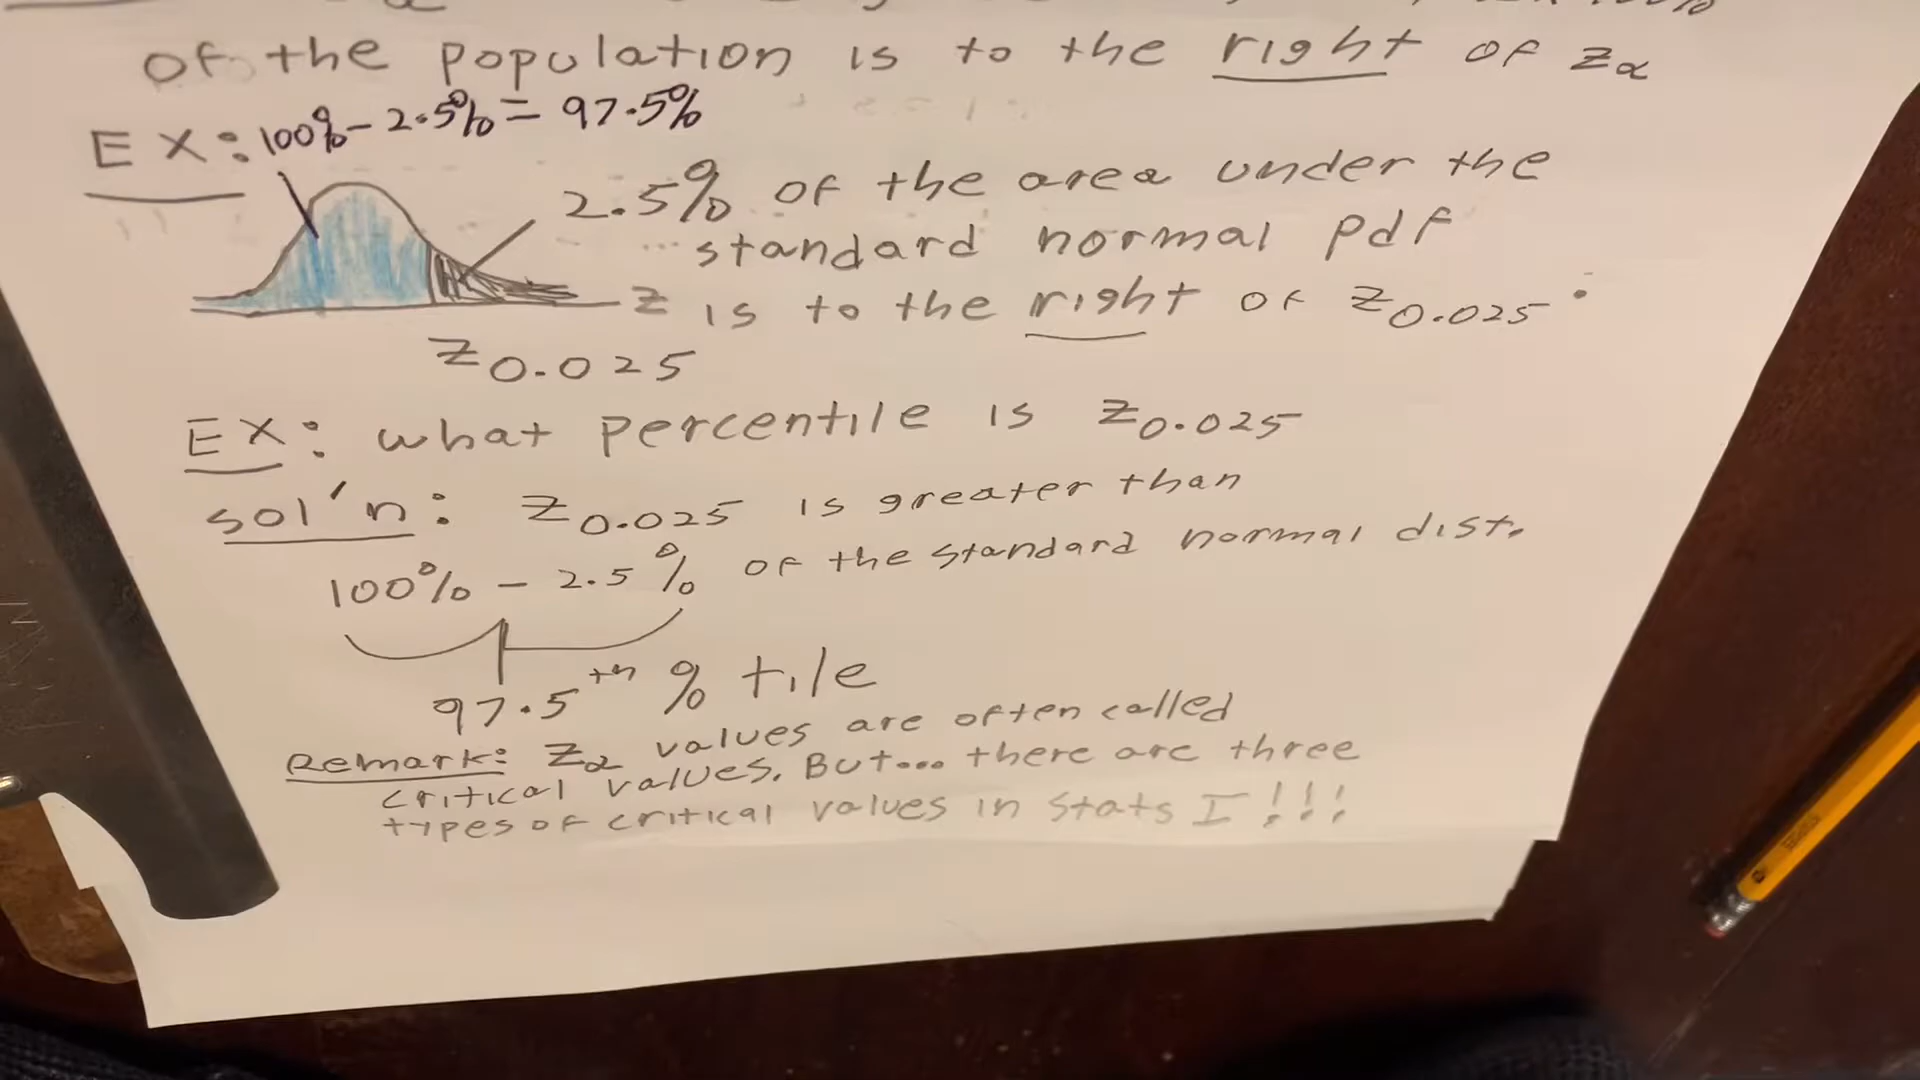 of the population is to the right of zα
EX: 100% - 2.5% = 97.5%
2.5% of the area under the
standard normal pdf
z is to the right of z0.025.
z0.025
EX: what percentile is z0.025
sol'n: z0.025 is greater than
100% - 2.5% of the standard normal dist.
97.5th %tile
Remark: zα values are often called
critical values. But... there are three
types of critical values in Stats I!!!